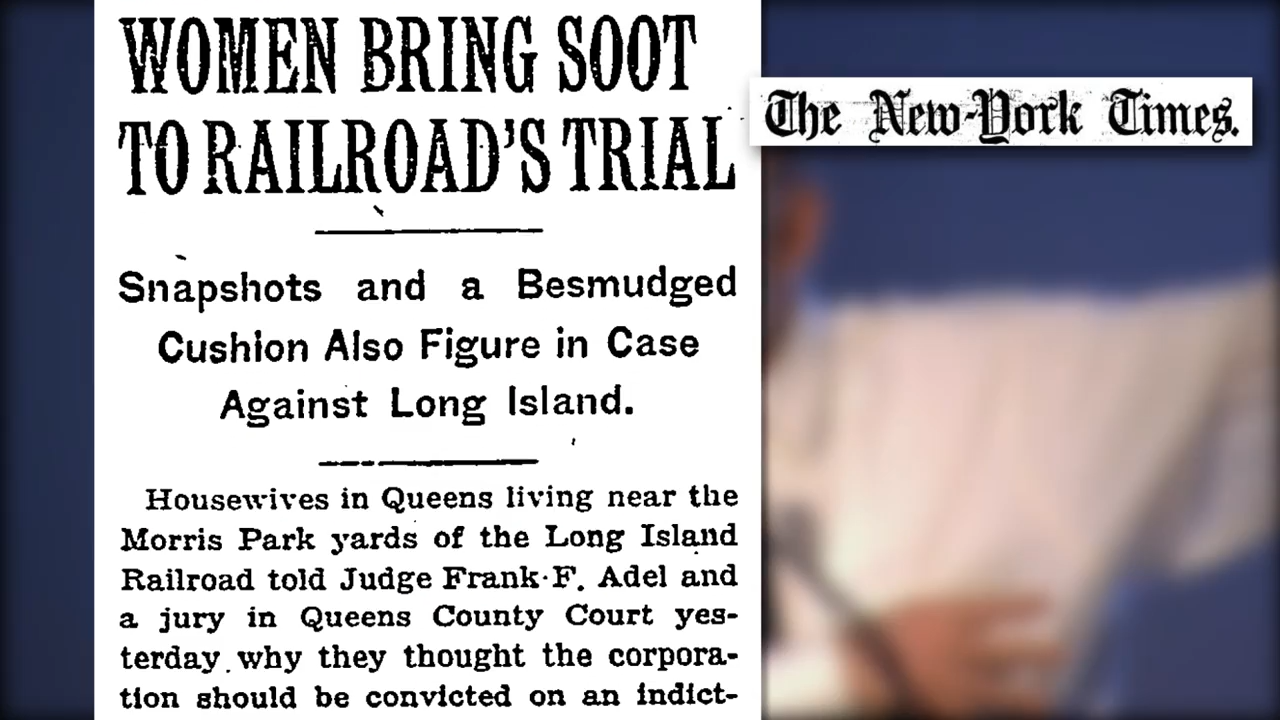 WOMEN BRING SOOT
TO RAILROAD'S TRIAL
The New-York Times.
Snapshots and a Besmudged
Cushion Also Figure in Case
Against Long Island.
Housewives in Queens living near the
Morris Park yards of the Long Island
Railroad told Judge Frank F. Adel and
a jury in Queens County Court yes-
terday why they thought the corpora-
tion should be convicted on an indict-